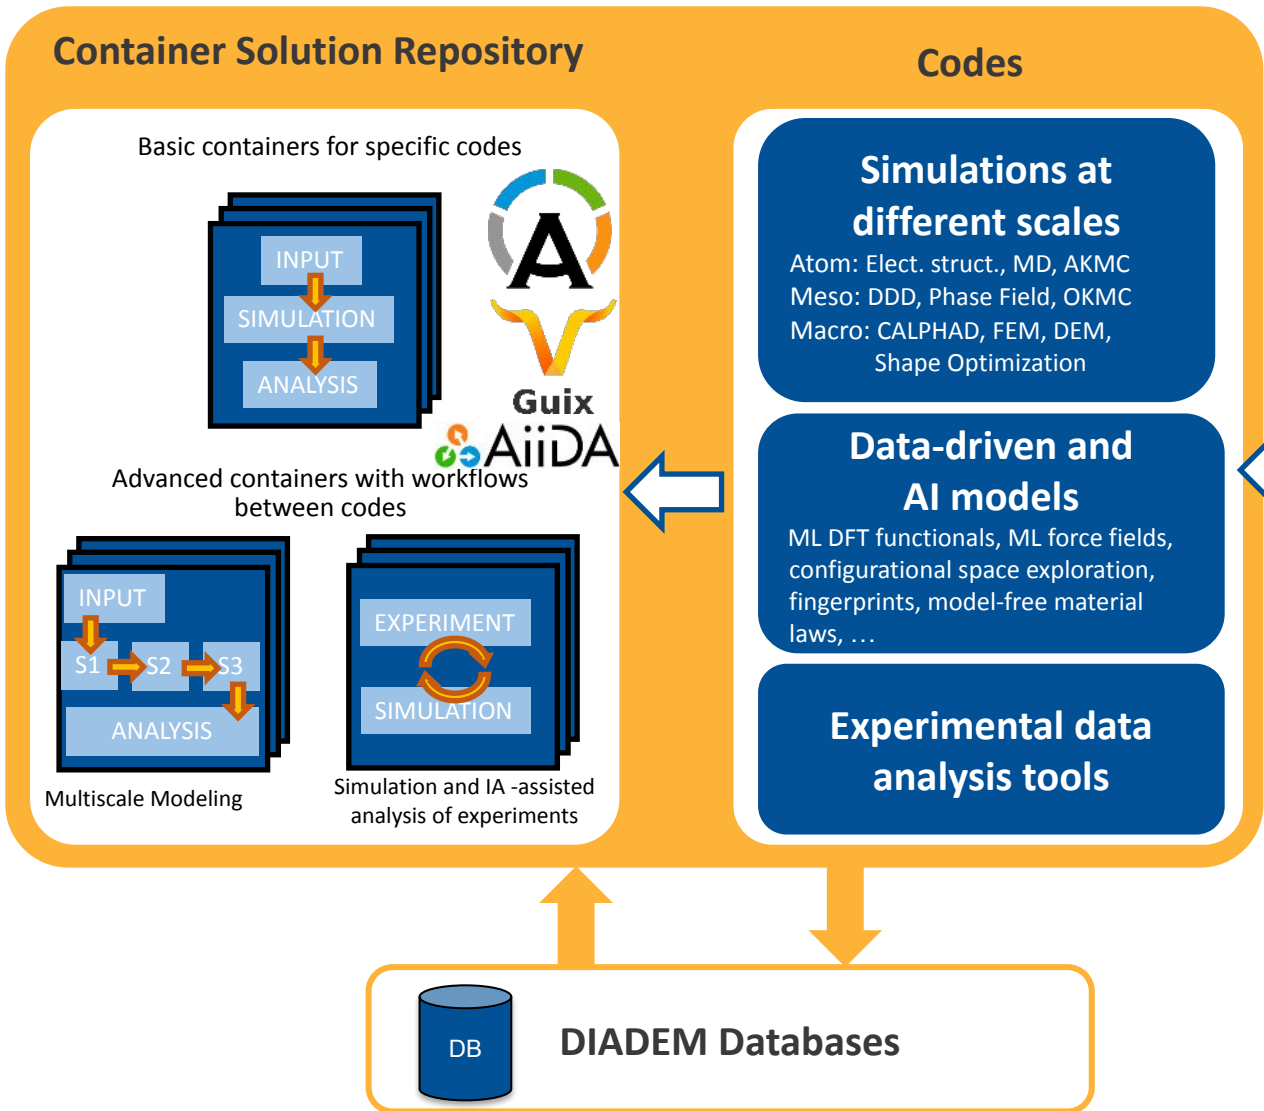 Container Solution Repository
Basic containers for specific codes
INPUT
SIMULATION
ANALYSIS
A
Guix
AiiDA
Advanced containers with workflows
between codes
INPUT
S1
S2
S3
ANALYSIS
Multiscale Modeling
EXPERIMENT
SIMULATION
Simulation and IA -assisted
analysis of experiments
Codes
Simulations at
different scales
Atom: Elect. struct., MD, AKMC
Meso: DDD, Phase Field, OKMC
Macro: CALPHAD, FEM, DEM,
Shape Optimization
Data-driven and
AI models
ML DFT functionals, ML force fields,
configurational space exploration,
fingerprints, model-free material
laws, …
Experimental data
analysis tools
DB
DIADEM Databases